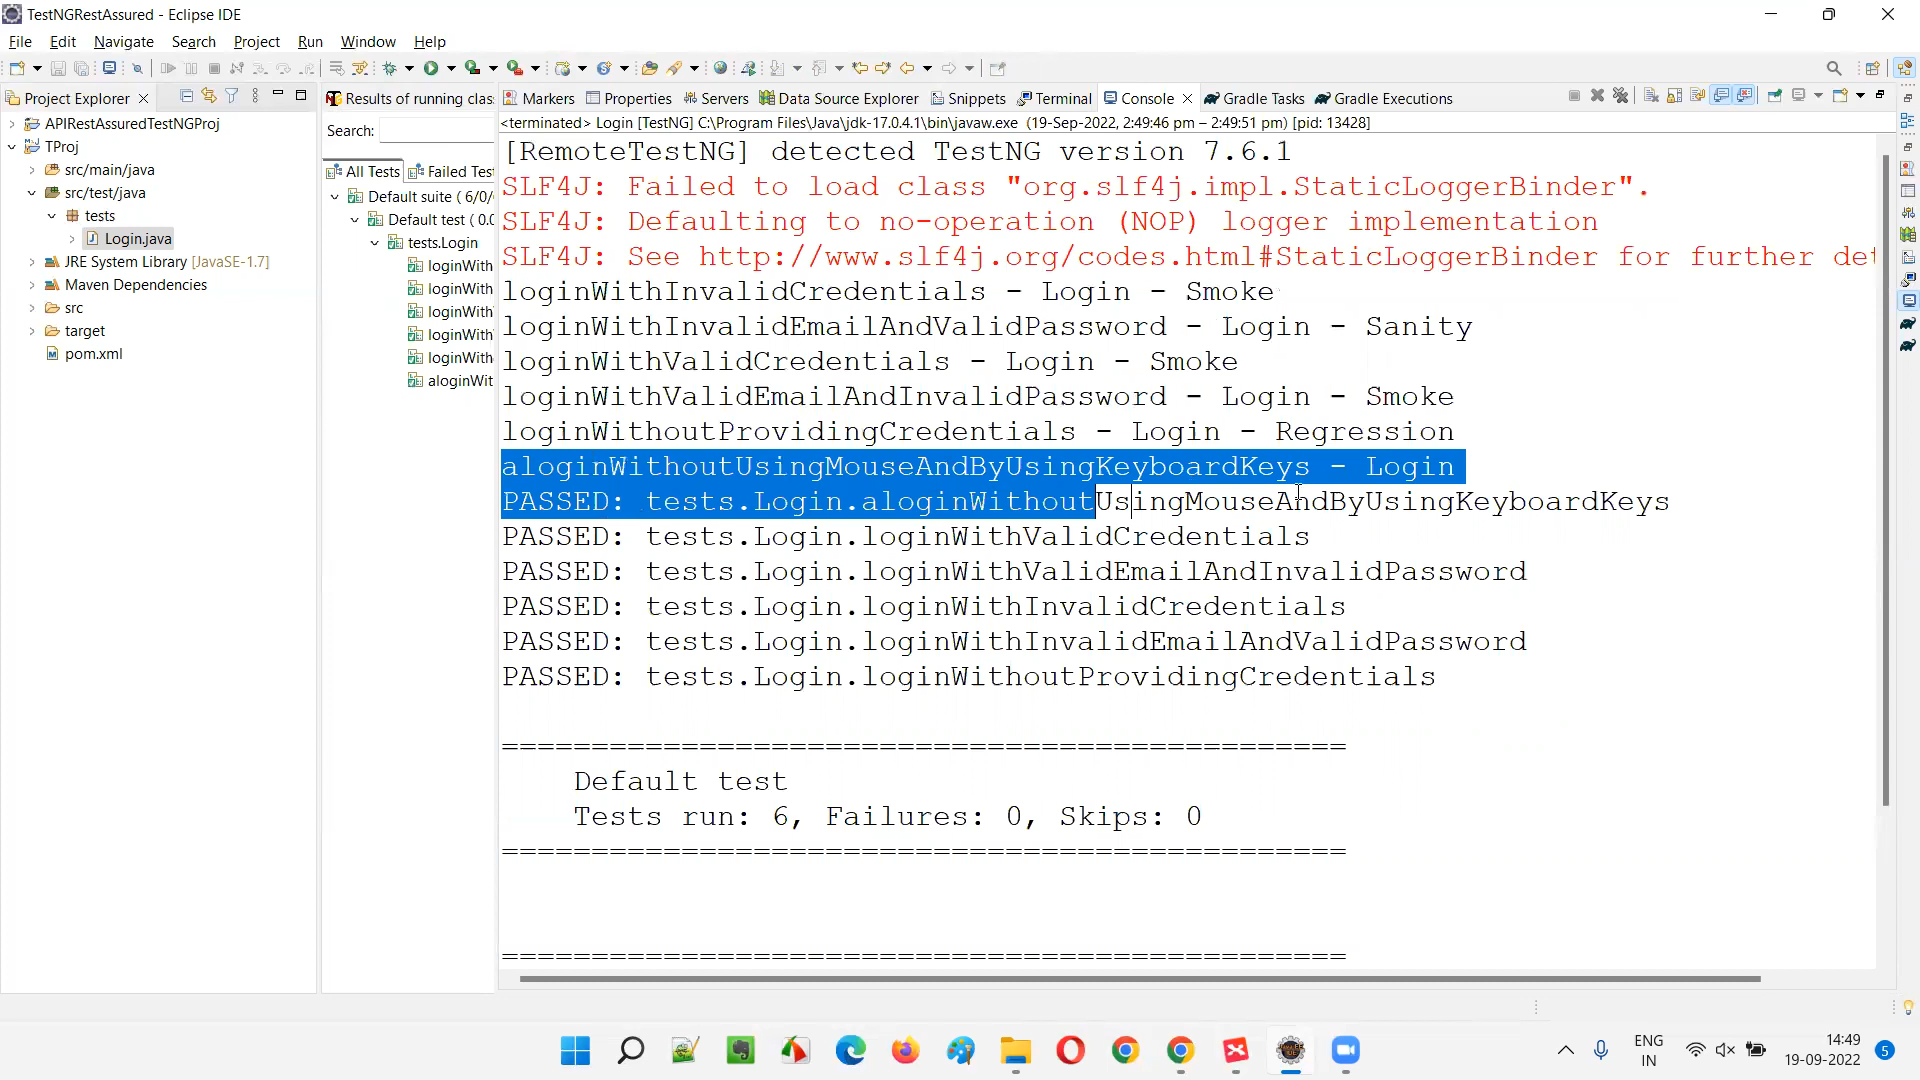 TestNGRestAssured - Eclipse IDE
File Edit Navigate Search Project Run Window Help
Project Explorer
APIRestAssuredTestNGProj
TProj
src/main/java
src/test/java
tests
Login.java
JRE System Library [JavaSE-1.7]
Maven Dependencies
src
target
pom.xml
Results of running clas
Search:
All Tests Failed Tes
Default suite ( 6/0/
Default test ( 0.0
tests.Login
loginWith
loginWith
loginWith
loginWith
loginWith
aloginWit
Markers Properties Servers Data Source Explorer Snippets Terminal Console Gradle Tasks Gradle Executions
<terminated> Login [TestNG] C:\Program Files\Java\jdk-17.0.4.1\bin\javaw.exe (19-Sep-2022, 2:49:46 pm – 2:49:51 pm) [pid: 13428]
[RemoteTestNG] detected TestNG version 7.6.1
SLF4J: Failed to load class "org.slf4j.impl.StaticLoggerBinder".
SLF4J: Defaulting to no-operation (NOP) logger implementation
SLF4J: See http://www.slf4j.org/codes.html#StaticLoggerBinder for further det
loginWithInvalidCredentials - Login - Smoke
loginWithInvalidEmailAndValidPassword - Login - Sanity
loginWithValidCredentials - Login - Smoke
loginWithValidEmailAndInvalidPassword - Login - Smoke
loginWithoutProvidingCredentials - Login - Regression
aloginWithoutUsingMouseAndByUsingKeyboardKeys - Login
PASSED: tests.Login.aloginWithoutUsingMouseAndByUsingKeyboardKeys
PASSED: tests.Login.loginWithValidCredentials
PASSED: tests.Login.loginWithValidEmailAndInvalidPassword
PASSED: tests.Login.loginWithInvalidCredentials
PASSED: tests.Login.loginWithInvalidEmailAndValidPassword
PASSED: tests.Login.loginWithoutProvidingCredentials
===============================================
Default test
Tests run: 6, Failures: 0, Skips: 0
===============================================
===============================================
ENG
IN
14:49
19-09-2022
5